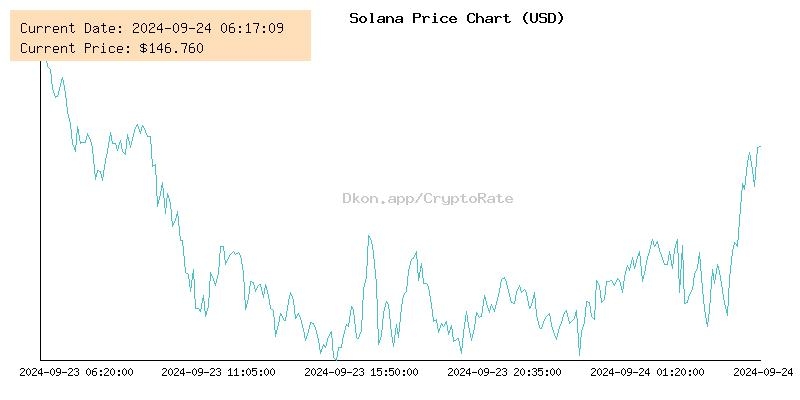 Solana Price Chart (USD)
Current Date: 2024-09-24 06:17:09
Current Price: $146.760
Dkon.app/CryptoRate
2024-09-23 06:20:00 2024-09-23 11:05:00 2024-09-23 15:50:00 2024-09-23 20:35:00 2024-09-24 01:20:00 2024-09-24